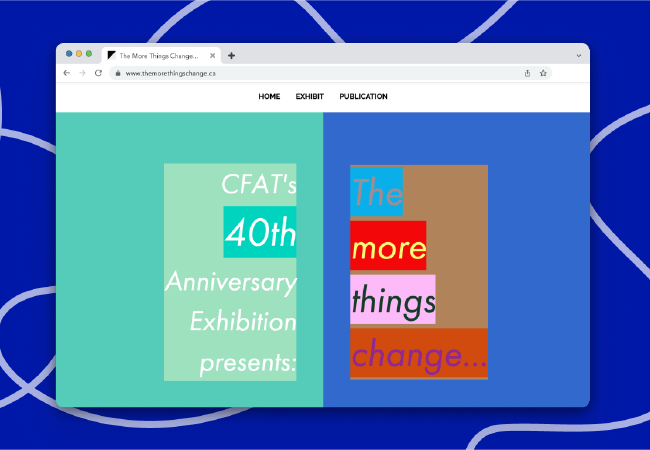 The More Things Change...
www.themorethingschange.ca
HOME EXHIBIT PUBLICATION
CFAT's
40th
Anniversary
Exhibition
presents:
The
more
things
change...